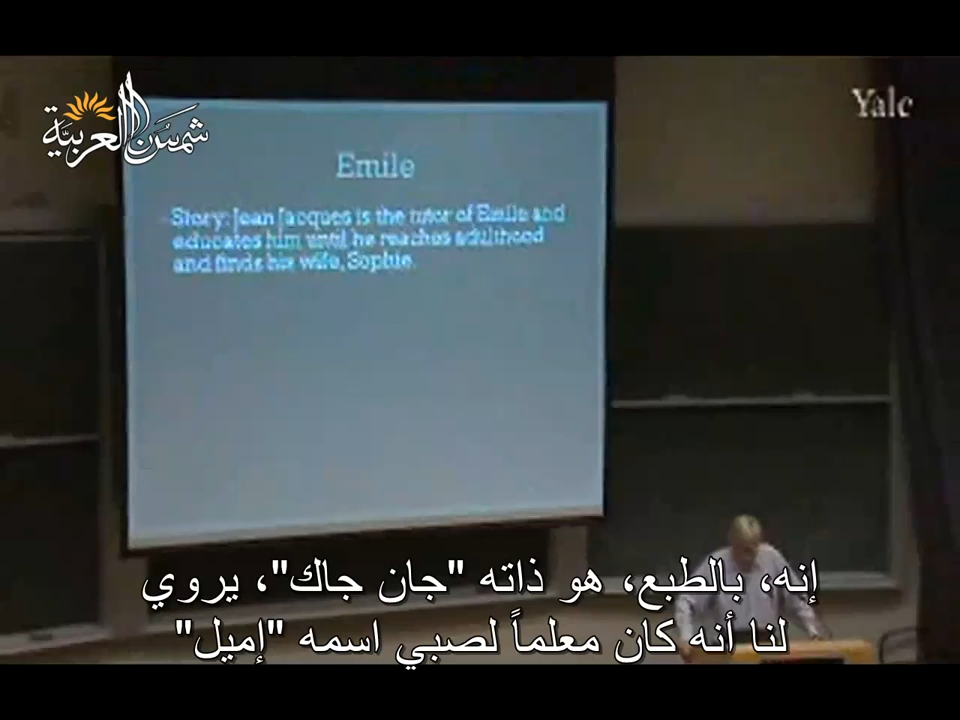 شمس العربية
Yale
Emile
Story: Jean Jacques is the tutor of Emile and
educates him until he reaches adulthood
and finds his wife, Sophie.
إنه، بالطبع، هو ذاته "جان جاك"، يروي
لنا أنه كان معلماً لصبي اسمه "إميل"